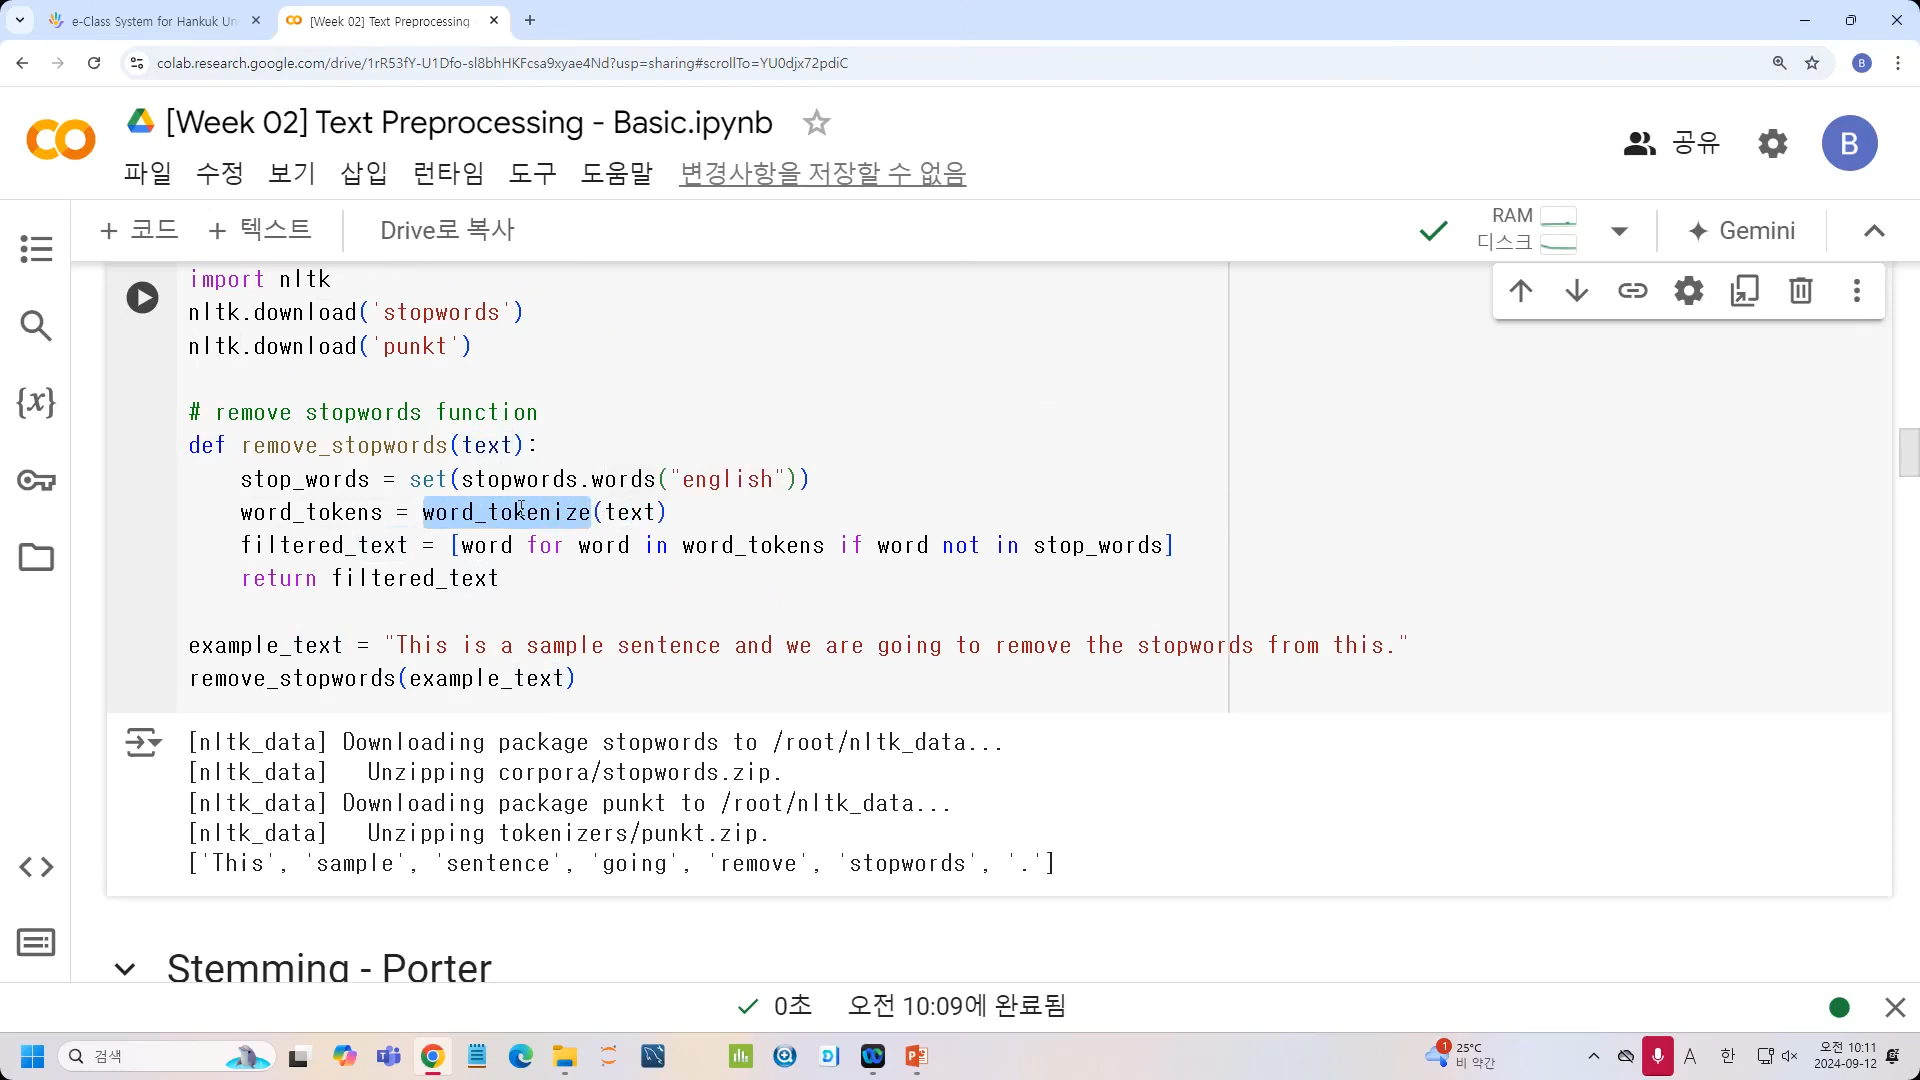 e-Class System for Hankuk Un
[Week 02] Text Preprocessing
colab.research.google.com/drive/1rR53fY-U1Dfo-sl8bhHKFcsa9xyae4Nd?usp=sharing#scrollTo=YU0djx72pdiC
B
[Week 02] Text Preprocessing - Basic.ipynb
공유
B
파일 수정 보기 삽입 런타임 도구 도움말 변경사항을 저장할 수 없음
+ 코드 + 텍스트 Drive로 복사
RAM
디스크
Gemini
import nltk
nltk.download('stopwords')
nltk.download('punkt')
# remove stopwords function
def remove_stopwords(text):
stop_words = set(stopwords.words("english"))
word_tokens = word_tokenize(text)
filtered_text = [word for word in word_tokens if word not in stop_words]
return filtered_text
example_text = "This is a sample sentence and we are going to remove the stopwords from this."
remove_stopwords(example_text)
[nltk_data] Downloading package stopwords to /root/nltk_data...
[nltk_data]   Unzipping corpora/stopwords.zip.
[nltk_data] Downloading package punkt to /root/nltk_data...
[nltk_data]   Unzipping tokenizers/punkt.zip.
['This', 'sample', 'sentence', 'going', 'remove', 'stopwords', '.']
Stemming - Porter
0초 오전 10:09에 완료됨
검색
1
25°C
비 약간
A
한
오전 10:11
2024-09-12